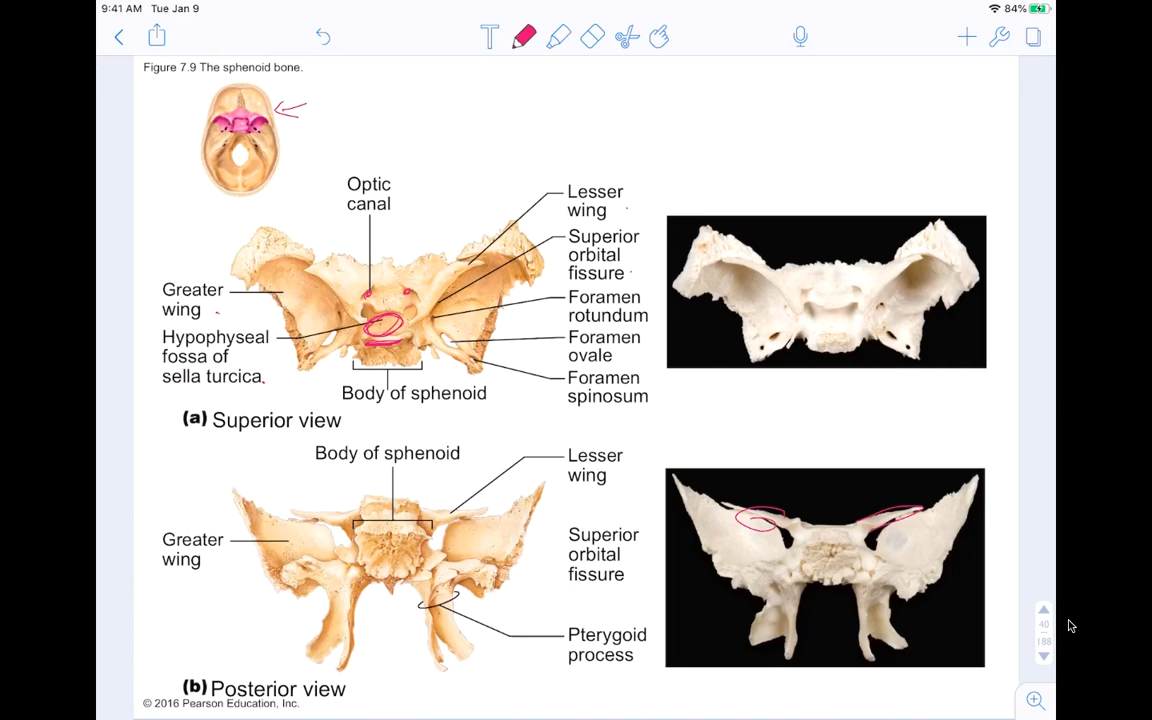 9:41 AM Tue Jan 9
84%
Figure 7.9 The sphenoid bone.
Optic
canal
Lesser
wing
Superior
orbital
fissure
Greater
wing
Foramen
rotundum
Hypophyseal
fossa of
sella turcica
Foramen
ovale
Foramen
spinosum
Body of sphenoid
(a) Superior view
Body of sphenoid
Lesser
wing
Greater
wing
Superior
orbital
fissure
Pterygoid
process
40
188
(b) Posterior view
© 2016 Pearson Education, Inc.